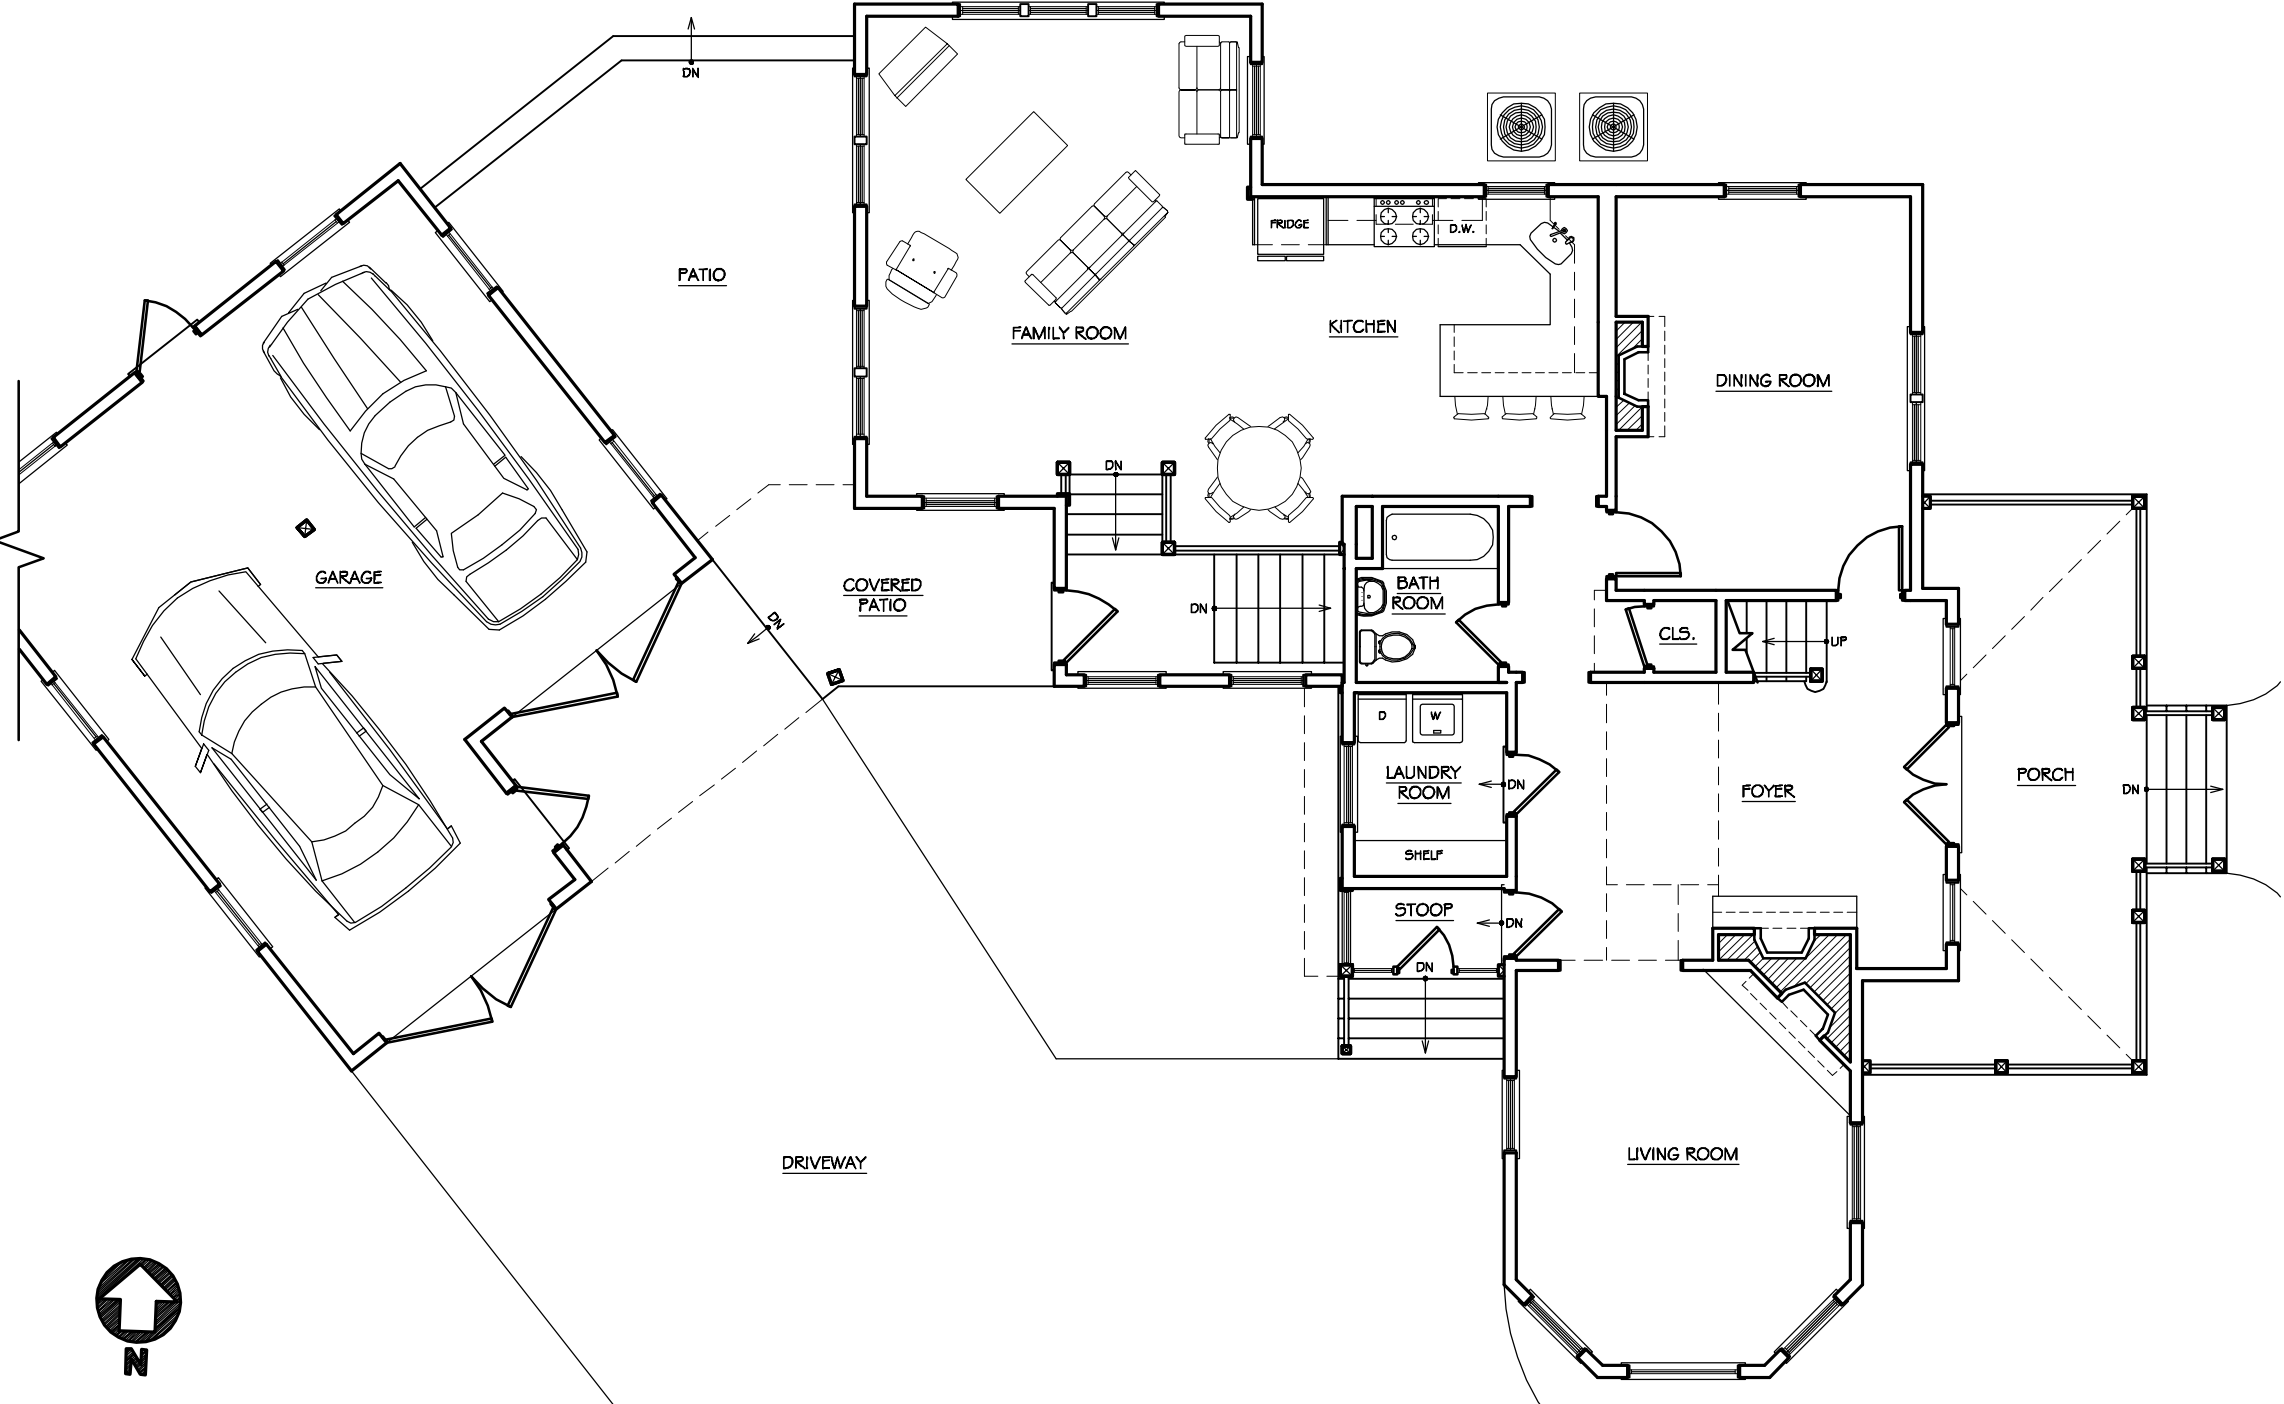 DN
FRIDGE
D.W.
PATIO
FAMILY ROOM
KITCHEN
DINING ROOM
DN
GARAGE
COVERED
PATIO
DN
BATH
ROOM
CLS.
UP
DN
D
W
LAUNDRY
ROOM
DN
FOYER
PORCH
DN
SHELF
STOOP
DN
DN
DRIVEWAY
LIVING ROOM
N